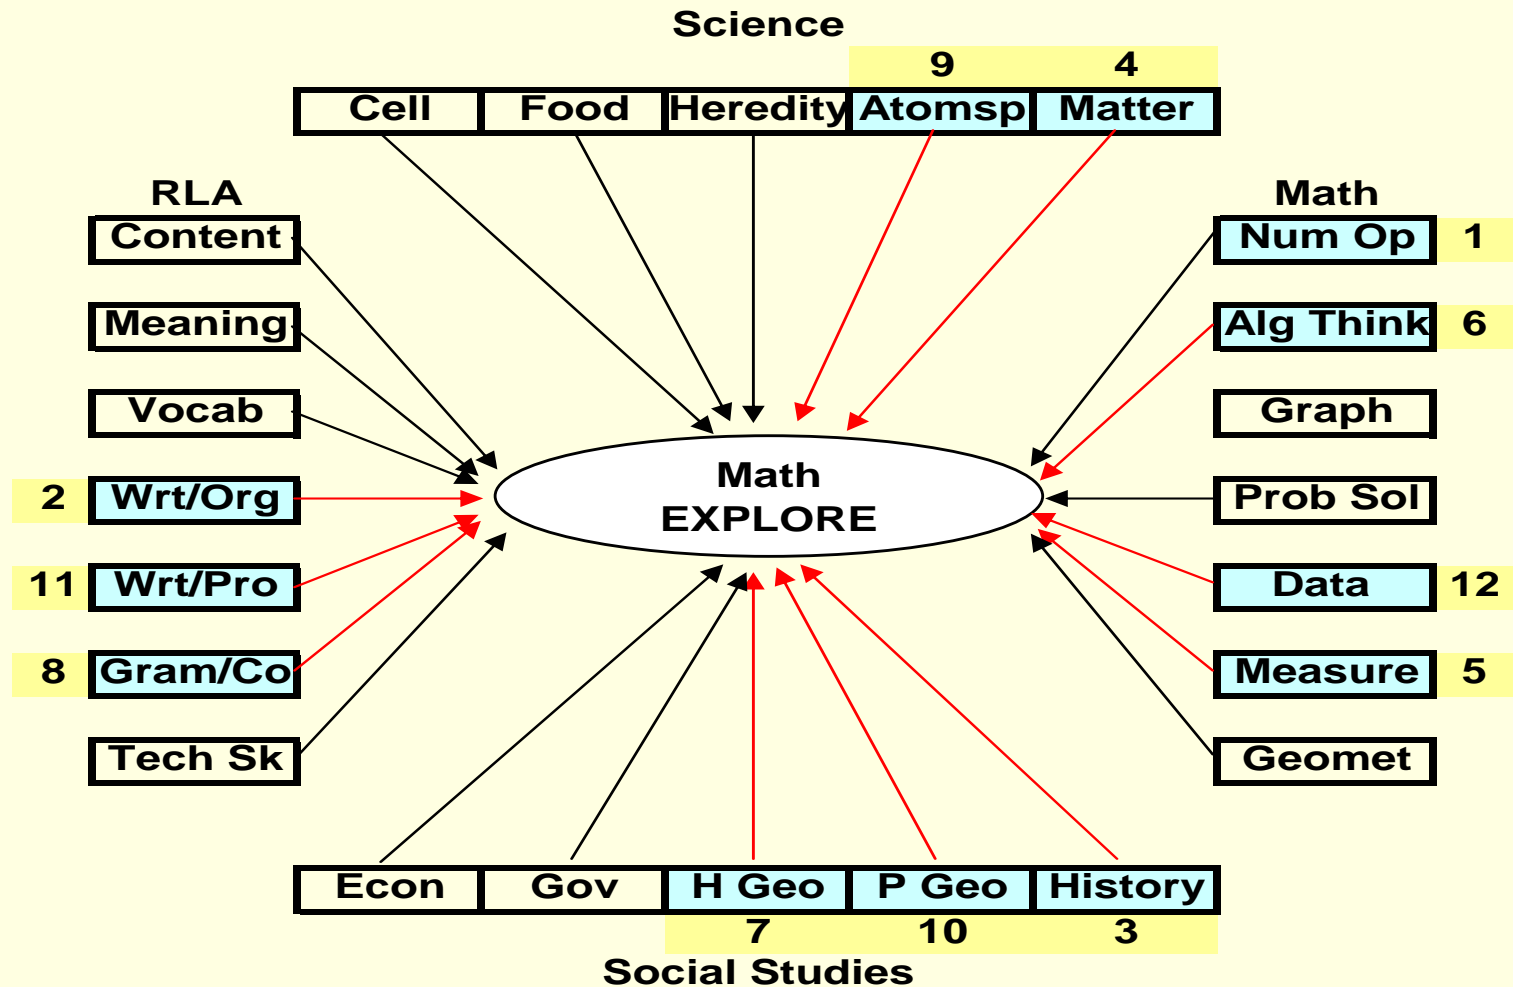 Science
9 4
Cell Food Heredity Atomsp Matter
RLA
Content
Meaning
Vocab
2 Wrt/Org
11 Wrt/Pro
8 Gram/Co
Tech Sk
Math
EXPLORE
Math
Num Op 1
Alg Think 6
Graph
Prob Sol
Data 12
Measure 5
Geomet
Econ Gov H Geo P Geo History
7 10 3
Social Studies